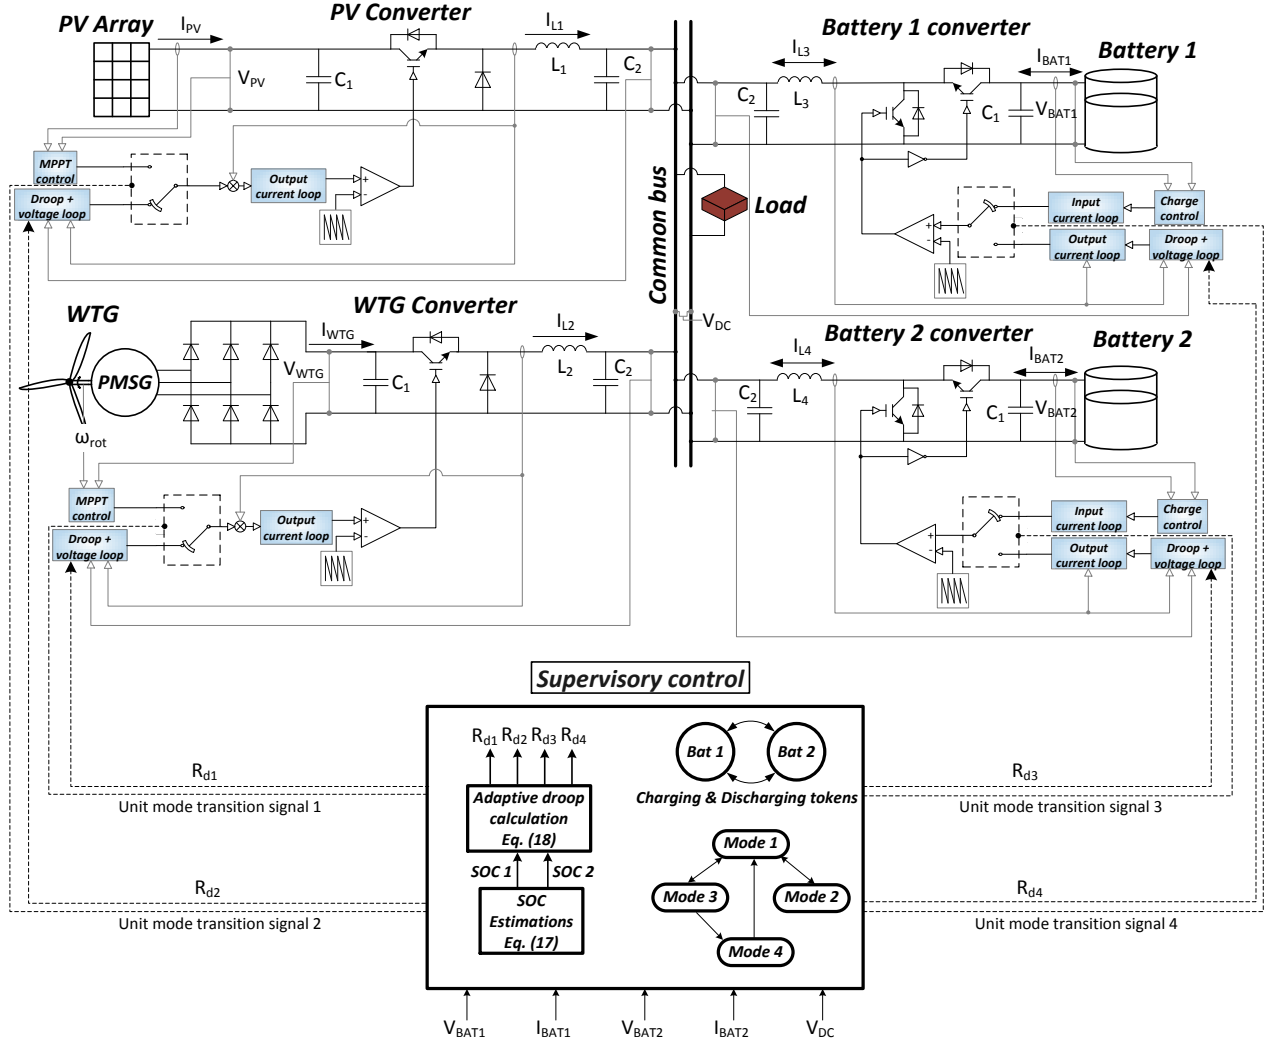 PV Array
I_PV
PV Converter
I_L1
L_1
C_1
C_2
V_PV
MPPT
control
Droop +
voltage loop
Output
current loop
+
-
Battery 1 converter
Battery 1
I_L3
L_3
C_2
I_BAT1
C_1
V_BAT1
Input
current loop
Charge
control
Output
current loop
Droop +
voltage loop
+
-
Common bus
Load
V_DC
WTG
PMSG
ω_rot
I_WTG
V_WTG
WTG Converter
I_L2
L_2
C_1
C_2
MPPT
control
Droop +
voltage loop
Output
current loop
+
-
Battery 2 converter
Battery 2
I_L4
L_4
C_2
I_BAT2
C_1
V_BAT2
Input
current loop
Charge
control
Output
current loop
Droop +
voltage loop
+
-
Supervisory control
R_d1 R_d2 R_d3 R_d4
Adaptive droop
calculation
Eq. (18)
SOC 1 SOC 2
SOC
Estimations
Eq. (17)
Bat 1 Bat 2
Charging & Discharging tokens
Mode 1
Mode 3
Mode 2
Mode 4
R_d1
Unit mode transition signal 1
R_d2
Unit mode transition signal 2
R_d3
Unit mode transition signal 3
R_d4
Unit mode transition signal 4
V_BAT1 I_BAT1 V_BAT2 I_BAT2 V_DC